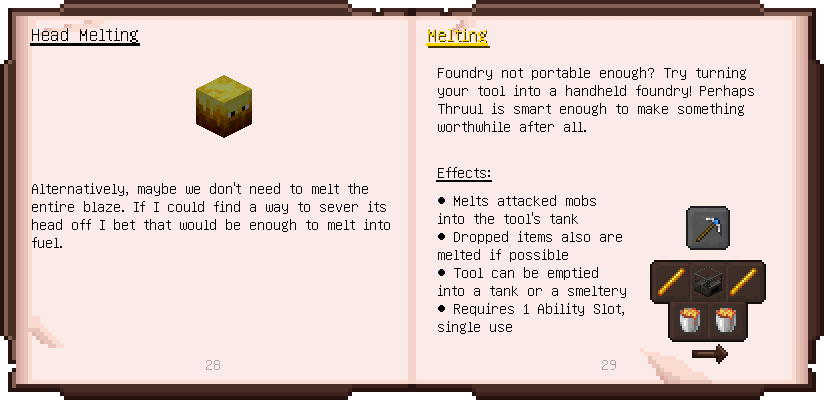 Head Melting
Alternatively, maybe we don't need to melt the
entire blaze. If I could find a way to sever its
head off I bet that would be enough to melt into
fuel.
28
Melting
Foundry not portable enough? Try turning
your tool into a handheld foundry! Perhaps
Thruul is smart enough to make something
worthwhile after all.
Effects:
● Melts attacked mobs
into the tool's tank
● Dropped items also are
melted if possible
● Tool can be emptied
into a tank or a smeltery
● Requires 1 Ability Slot,
single use
29